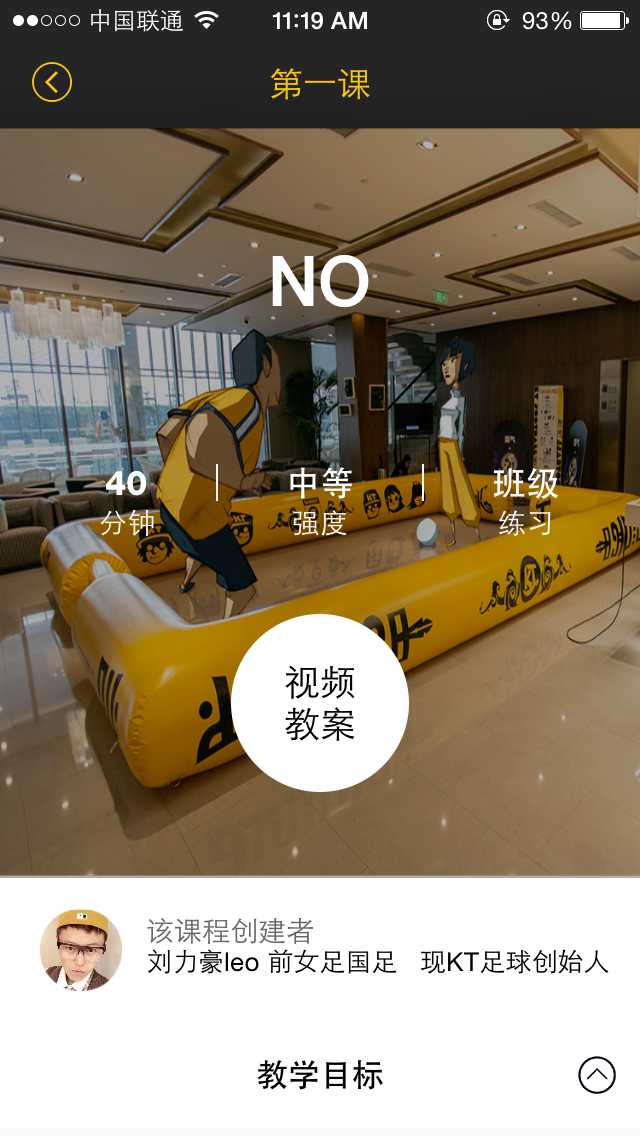 中国联通 11:19 AM 93%
第一课
NO
40 中等 班级
分钟 强度 练习
视频
教案
该课程创建者
刘力豪leo 前女足国足 现KT足球创始人
教学目标